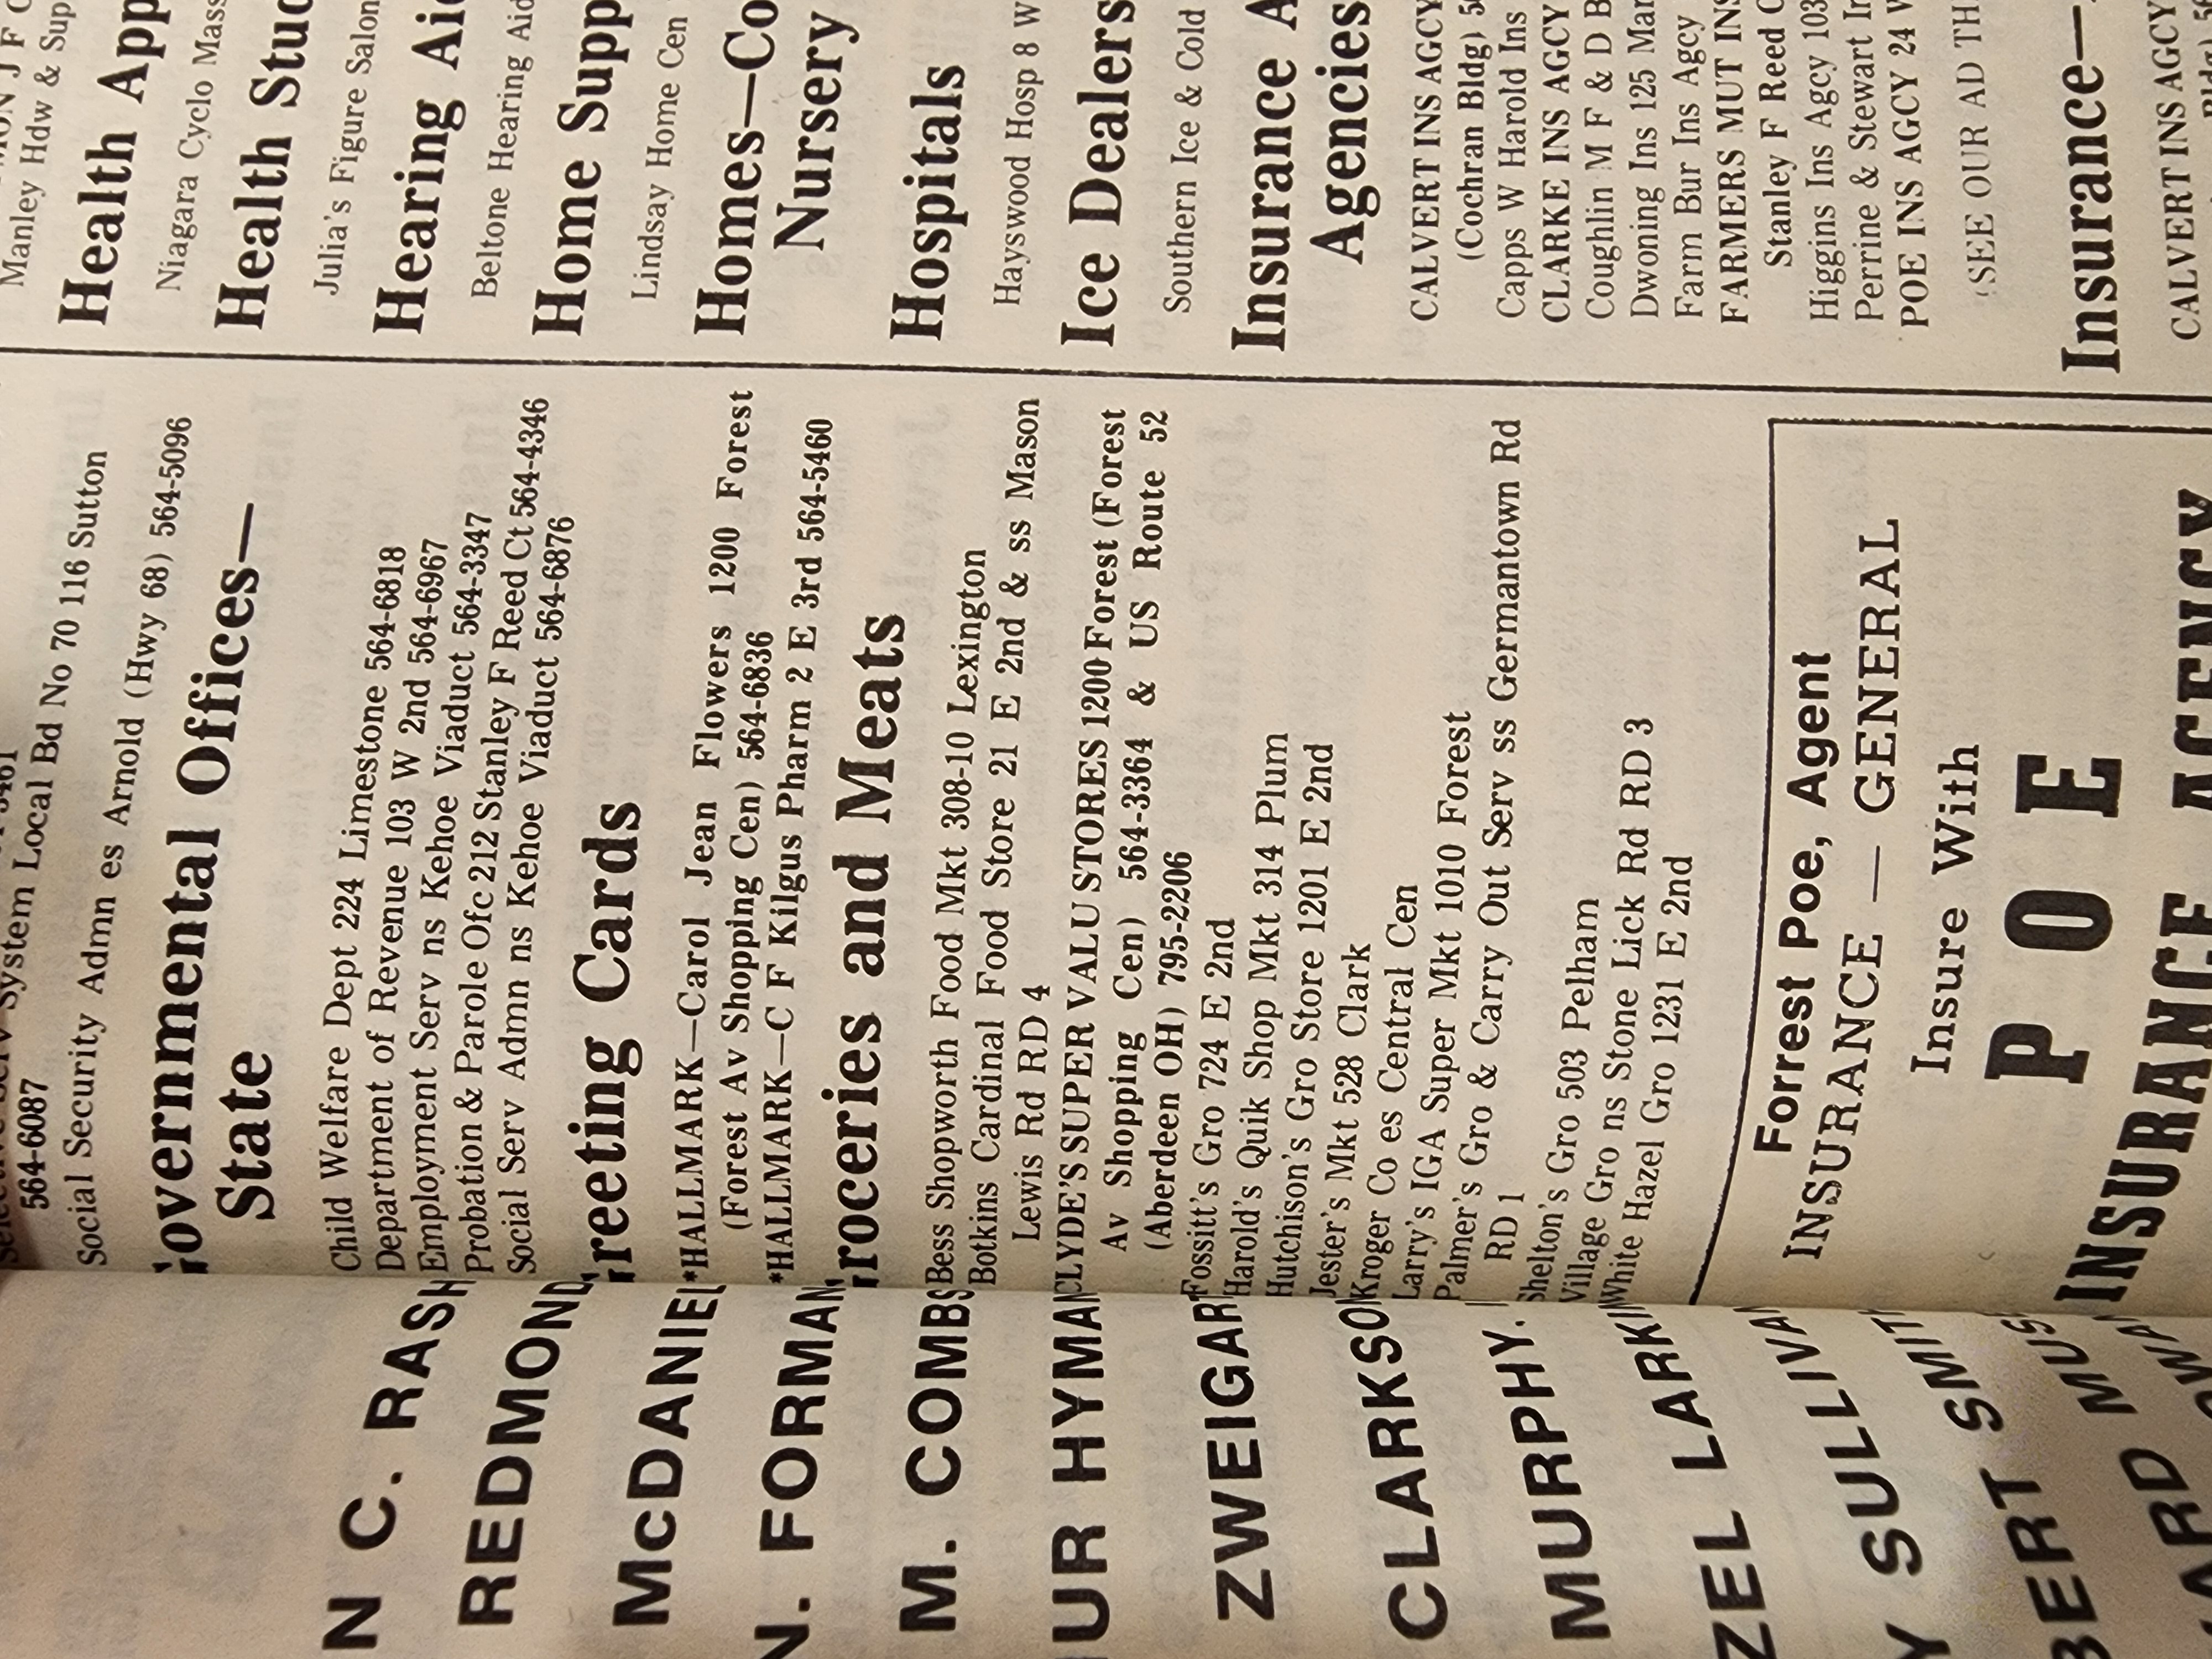 N C. RASH
REDMOND
McDANIEL
N. FORMAN
M. COMBS
UR HYMAN
ZWEIGAR
CLARKSO
MURPHY.
ZEL LARKI
Y SULLIVA
SMIT
BERT MUS
ARD
564-6087
System Local Bd No 70 116 Sutton
Social Security Admn es Arnold (Hwy 68) 564-5096
overnmental Offices—
State
Child Welfare Dept 224 Limestone 564-6818
Department of Revenue 103 W 2nd 564-6967
Employment Serv ns Kehoe Viaduct 564-3347
Probation & Parole Ofc 212 Stanley F Reed Ct 564-4346
Social Serv Admn ns Kehoe Viaduct 564-6876
reeting Cards
*HALLMARK—Carol Jean Flowers 1200 Forest
(Forest Av Shopping Cen) 564-6836
*HALLMARK—C F Kilgus Pharm 2 E 3rd 564-5460
roceries and Meats
Bess Shopworth Food Mkt 308-10 Lexington
Botkins Cardinal Food Store 21 E 2nd & ss Mason
Lewis Rd RD 4
CLYDE'S SUPER VALU STORES 1200 Forest (Forest
Av Shopping Cen) 564-3364 & US Route 52
(Aberdeen OH) 795-2206
Fossitt's Gro 724 E 2nd
Harold's Quik Shop Mkt 314 Plum
Hutchison's Gro Store 1201 E 2nd
Jester's Mkt 528 Clark
Kroger Co es Central Cen
Larry's IGA Super Mkt 1010 Forest
Palmer's Gro & Carry Out Serv ss Germantown Rd
RD 1
Shelton's Gro 503 Pelham
Village Gro ns Stone Lick Rd RD 3
White Hazel Gro 1231 E 2nd
Forrest Poe, Agent
INSURANCE — GENERAL
Insure With
POE
INSURANCE AGENCY
Manley Hdw & Sup
Health App
Niagara Cyclo Mass
Health Stud
Julia's Figure Salon
Hearing Aid
Beltone Hearing Aid
Home Supp
Lindsay Home Cen
Homes—Co
Nursery
Hospitals
Hayswood Hosp 8 W
Ice Dealers
Southern Ice & Cold
Insurance A
Agencies
CALVERT INS AGCY
(Cochran Bldg) 5
Capps W Harold Ins
CLARKE INS AGCY
Coughlin M F & D B
Dwoning Ins 125 Mar
Farm Bur Ins Agcy
FARMERS MUT INS
Stanley F Reed C
Higgins Ins Agcy 103
Perrine & Stewart In
POE INS AGCY 24 W
(SEE OUR AD TH
Insurance—
CALVERT INS AGCY